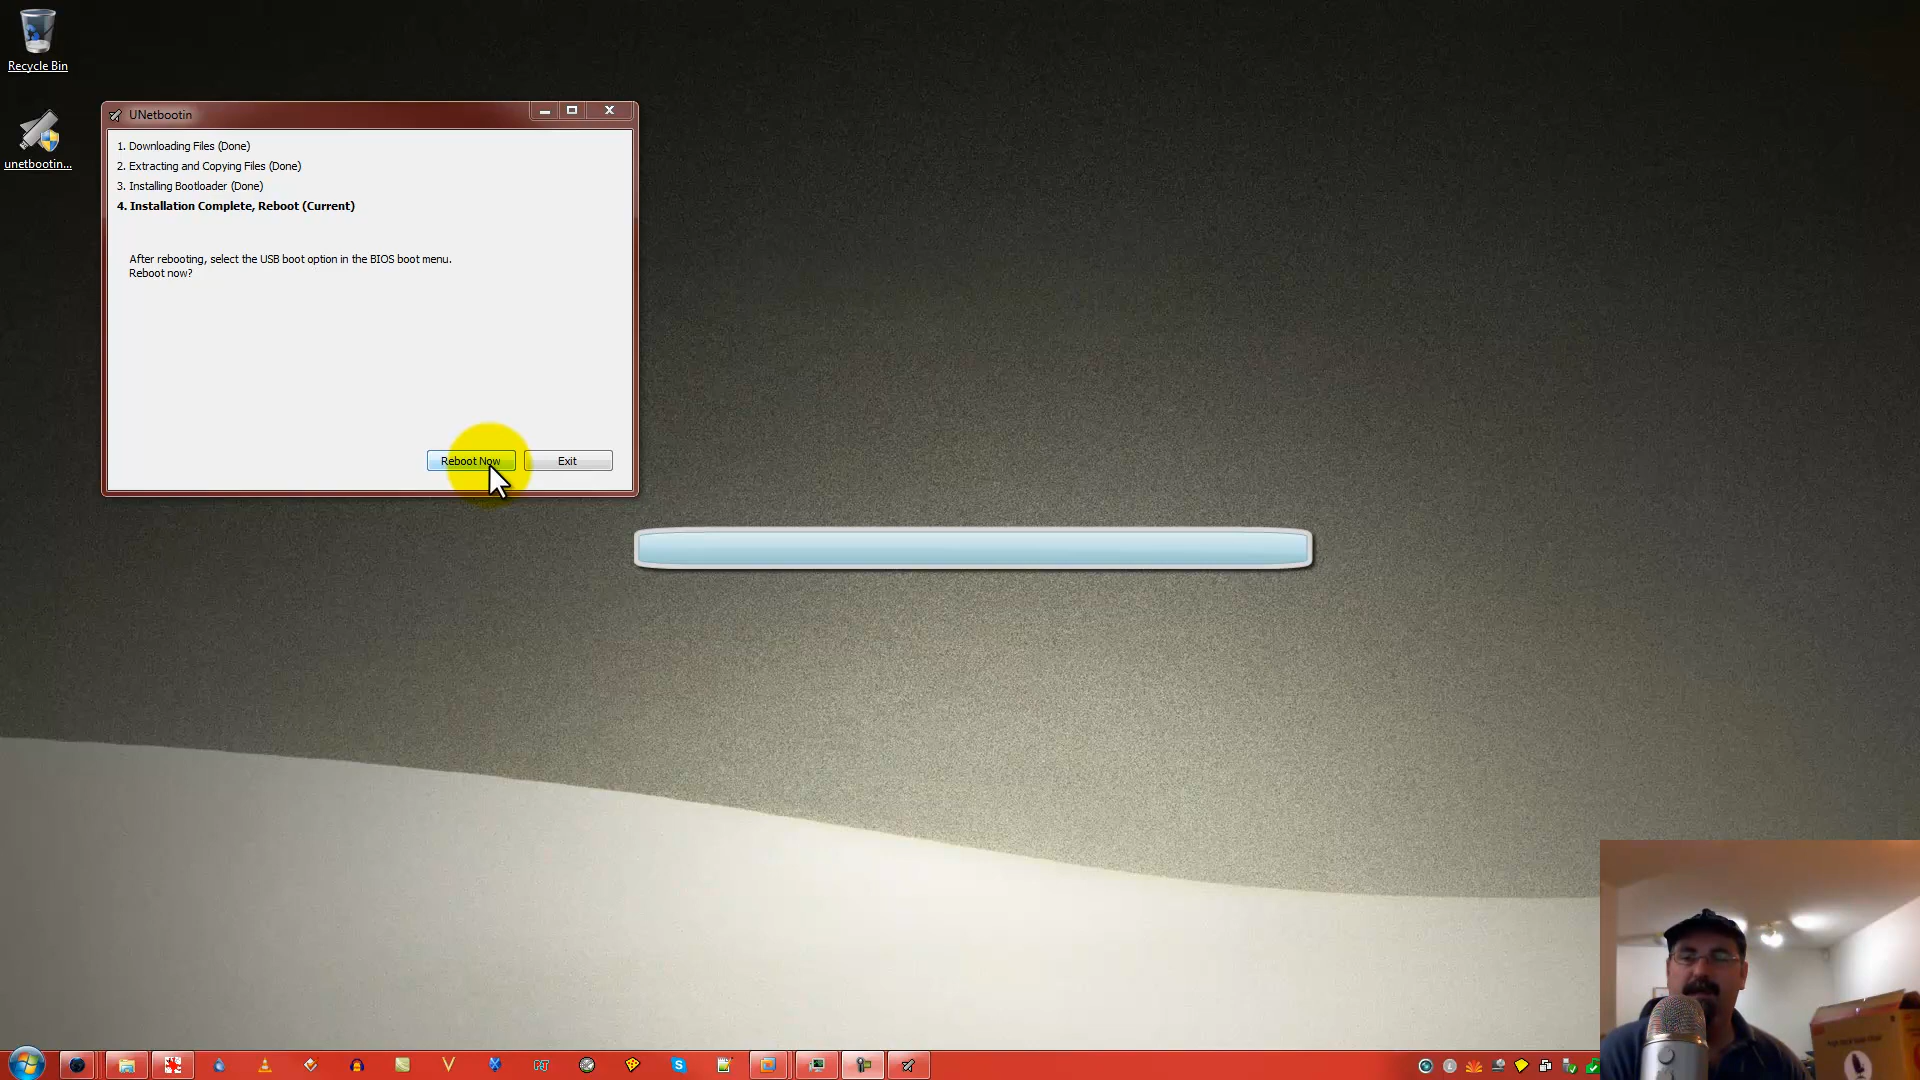 Recycle Bin
unetbootin...
UNetbootin
1. Downloading Files (Done)
2. Extracting and Copying Files (Done)
3. Installing Bootloader (Done)
4. Installation Complete, Reboot (Current)
After rebooting, select the USB boot option in the BIOS boot menu.
Reboot now?
Reboot Now
Exit